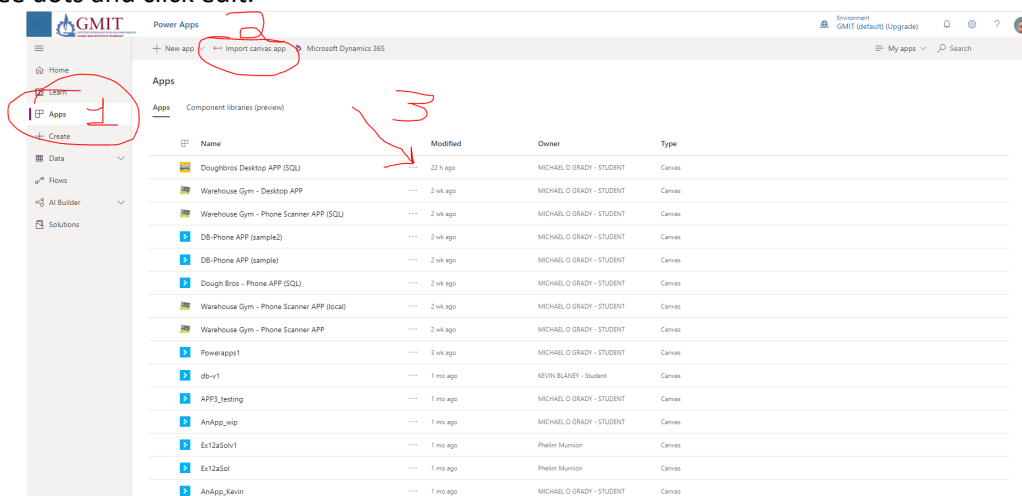 ee dots and click edit.
GMIT
Power Apps
Environment
GMIT (default) (Upgrade)
?
+ New app
Import canvas app
Microsoft Dynamics 365
My apps
Search
2
Home
Learn
Apps
1
Create
Data
Flows
AI Builder
Solutions
Apps
Apps Component libraries (preview)
3
Name Modified Owner Type
Doughbros Desktop APP (SQL) ... 22 h ago MICHAEL O GRADY - STUDENT Canvas
Warehouse Gym - Desktop APP ... 2 wk ago MICHAEL O GRADY - STUDENT Canvas
Warehouse Gym - Phone Scanner APP (SQL) ... 2 wk ago MICHAEL O GRADY - STUDENT Canvas
DB-Phone APP (sample2) ... 2 wk ago MICHAEL O GRADY - STUDENT Canvas
DB-Phone APP (sample) ... 2 wk ago MICHAEL O GRADY - STUDENT Canvas
Dough Bros - Phone APP (SQL) ... 2 wk ago MICHAEL O GRADY - STUDENT Canvas
Warehouse Gym - Phone Scanner APP (local) ... 2 wk ago MICHAEL O GRADY - STUDENT Canvas
Warehouse Gym - Phone Scanner APP ... 2 wk ago MICHAEL O GRADY - STUDENT Canvas
Powerapps1 ... 3 wk ago MICHAEL O GRADY - STUDENT Canvas
db-v1 ... 1 mo ago KEVIN BLANEY - Student Canvas
APP3_testing ... 1 mo ago MICHAEL O GRADY - STUDENT Canvas
AnApp_wip ... 1 mo ago MICHAEL O GRADY - STUDENT Canvas
Ex12aSolv1 ... 1 mo ago Phelim Murnion Canvas
Ex12aSol ... 1 mo ago Phelim Murnion Canvas
AnApp_Kevin ... 1 mo ago MICHAEL O GRADY - STUDENT Canvas